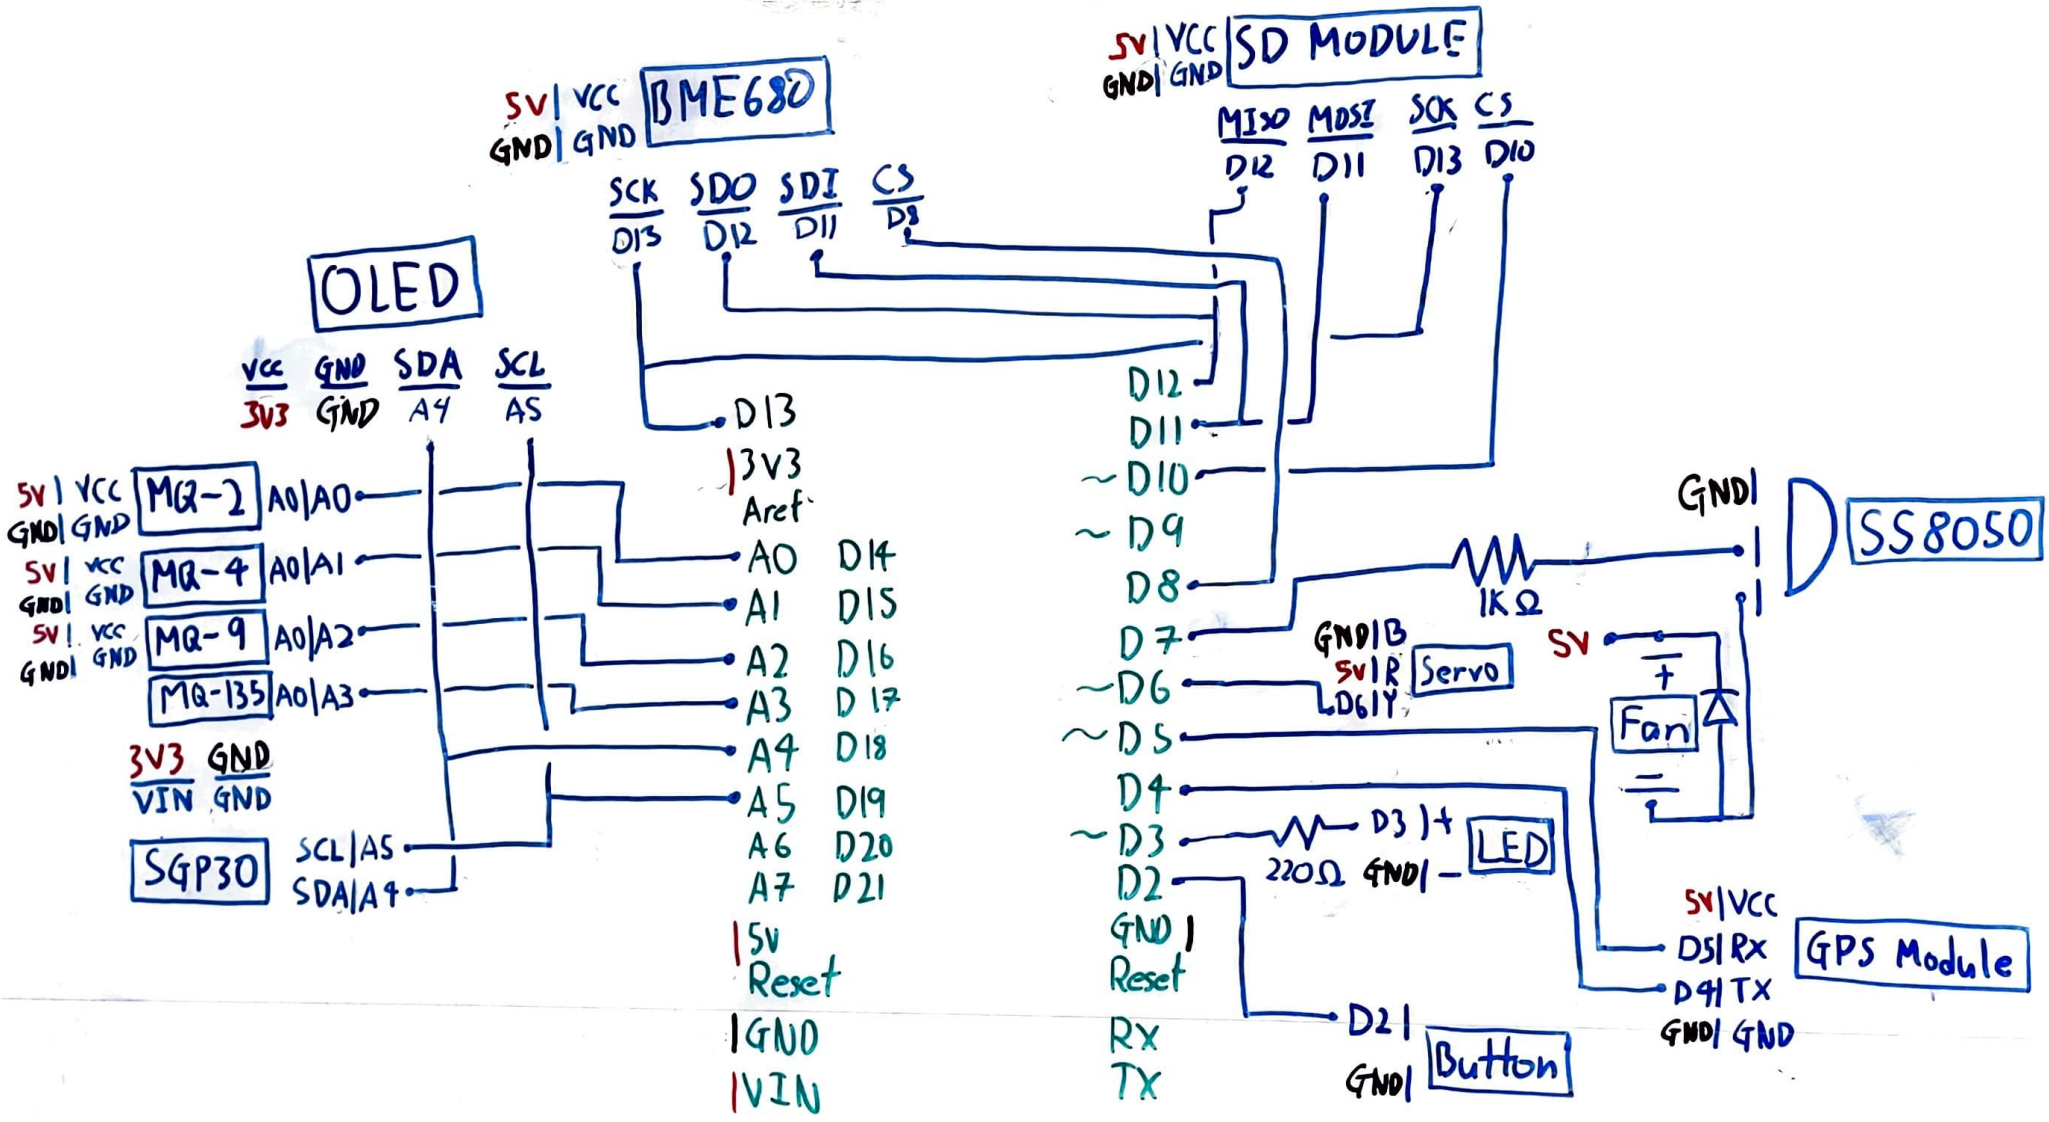 5V|VCC SD MODULE
GND|GND
MISO MOSI SCK CS
D12 D11 D13 D10
5V|VCC BME680
GND|GND
SCK SDO SDI CS
D13 D12 D11 D8
OLED
VCC GND SDA SCL
3V3 GND A4 A5
5V|VCC MQ-2 A0|A0
GND|GND
5V|VCC MQ-4 A0|A1
GND|GND
5V|VCC MQ-9 A0|A2
GND|GND
MQ-135 A0|A3
3V3 GND
VIN GND
SGP30 SCL|A5
SDA|A4
D13
3V3
Aref
A0 D14
A1 D15
A2 D16
A3 D17
A4 D18
A5 D19
A6 D20
A7 D21
5V
Reset
GND
VIN
D12
D11
~D10
~D9
D8
D7
~D6
~D5
D4
~D3
D2
GND
Reset
RX
TX
GND|
SS8050
1KΩ
GND|B
5V|R Servo
D6|Y
5V
+
Fan
D3|+ LED
220Ω GND|-
5V|VCC
D5|Rx GPS Module
D4|TX
GND|GND
D2|
GND| Button